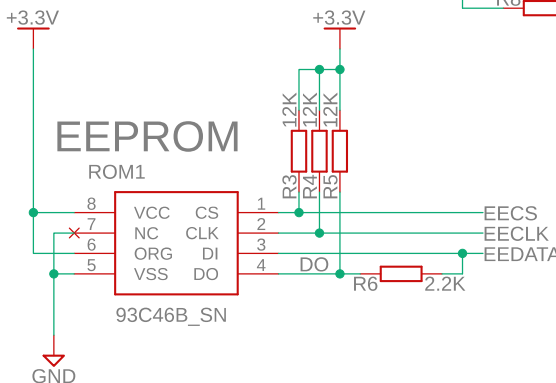 +3.3V
+3.3V
R8
12K
12K
12K
EEPROM
ROM1
R3
R4
R5
8
VCC
CS
1
EECS
7
NC
CLK
2
EECLK
6
ORG
DI
3
EEDATA
5
VSS
DO
4
DO
R6
2.2K
93C46B_SN
GND